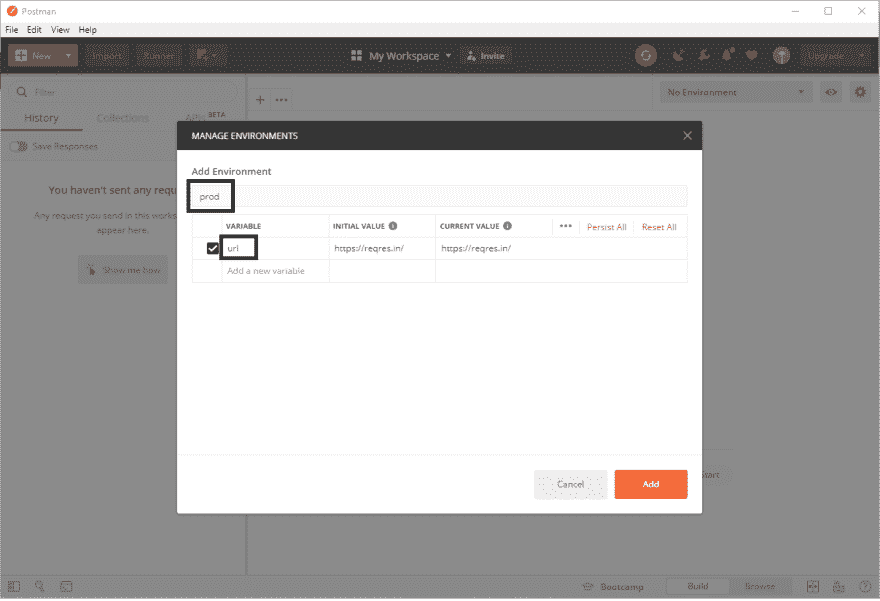 Postman
File Edit View Help
New Import Runner My Workspace Invite Upgrade
Filter
No Environment
History Collections APIs BETA
Save Responses
You haven't sent any requ
Any request you send in this works
appear here.
Show me how
MANAGE ENVIRONMENTS
Add Environment
prod
VARIABLE INITIAL VALUE CURRENT VALUE Persist All Reset All
url https://reqres.in/ https://reqres.in/
Add a new variable
Cancel Add
Start
Bootcamp Build Browse